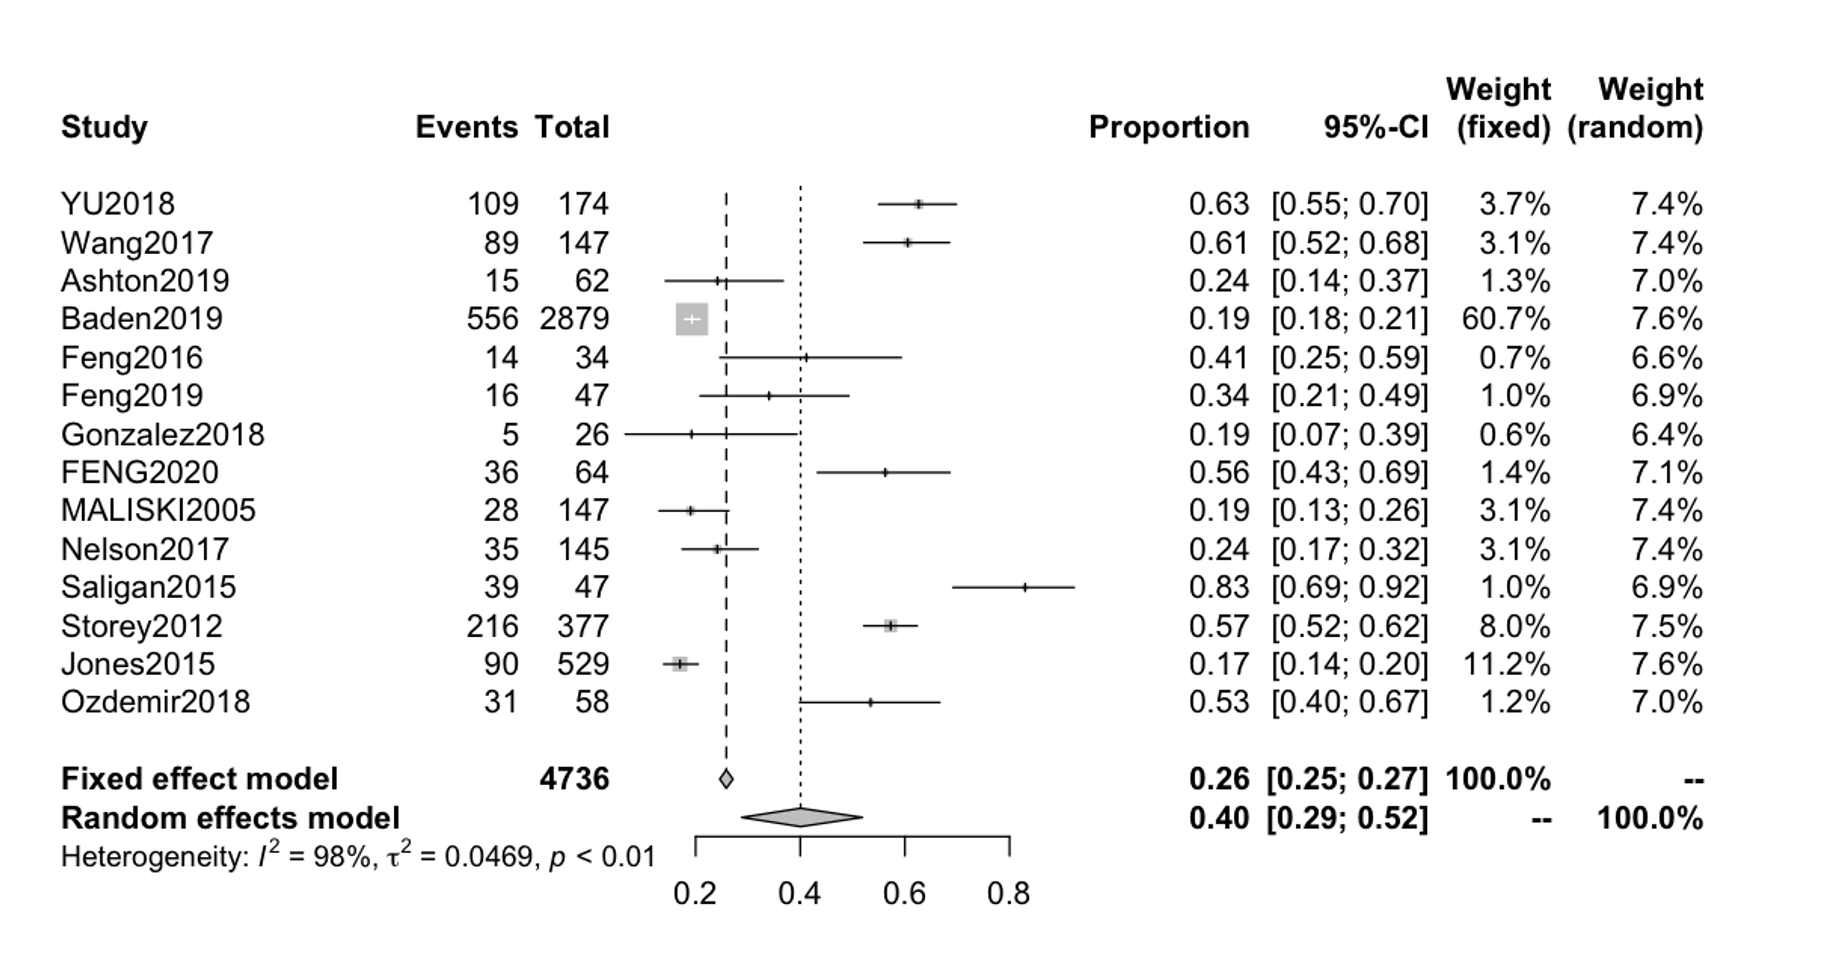 Weight Weight
Study Events Total Proportion 95%-CI (fixed) (random)
YU2018 109 174 0.63 [0.55; 0.70] 3.7% 7.4%
Wang2017 89 147 0.61 [0.52; 0.68] 3.1% 7.4%
Ashton2019 15 62 0.24 [0.14; 0.37] 1.3% 7.0%
Baden2019 556 2879 0.19 [0.18; 0.21] 60.7% 7.6%
Feng2016 14 34 0.41 [0.25; 0.59] 0.7% 6.6%
Feng2019 16 47 0.34 [0.21; 0.49] 1.0% 6.9%
Gonzalez2018 5 26 0.19 [0.07; 0.39] 0.6% 6.4%
FENG2020 36 64 0.56 [0.43; 0.69] 1.4% 7.1%
MALISKI2005 28 147 0.19 [0.13; 0.26] 3.1% 7.4%
Nelson2017 35 145 0.24 [0.17; 0.32] 3.1% 7.4%
Saligan2015 39 47 0.83 [0.69; 0.92] 1.0% 6.9%
Storey2012 216 377 0.57 [0.52; 0.62] 8.0% 7.5%
Jones2015 90 529 0.17 [0.14; 0.20] 11.2% 7.6%
Ozdemir2018 31 58 0.53 [0.40; 0.67] 1.2% 7.0%
Fixed effect model 4736 0.26 [0.25; 0.27] 100.0% --
Random effects model 0.40 [0.29; 0.52] -- 100.0%
Heterogeneity: I² = 98%, τ² = 0.0469, p < 0.01
0.2 0.4 0.6 0.8